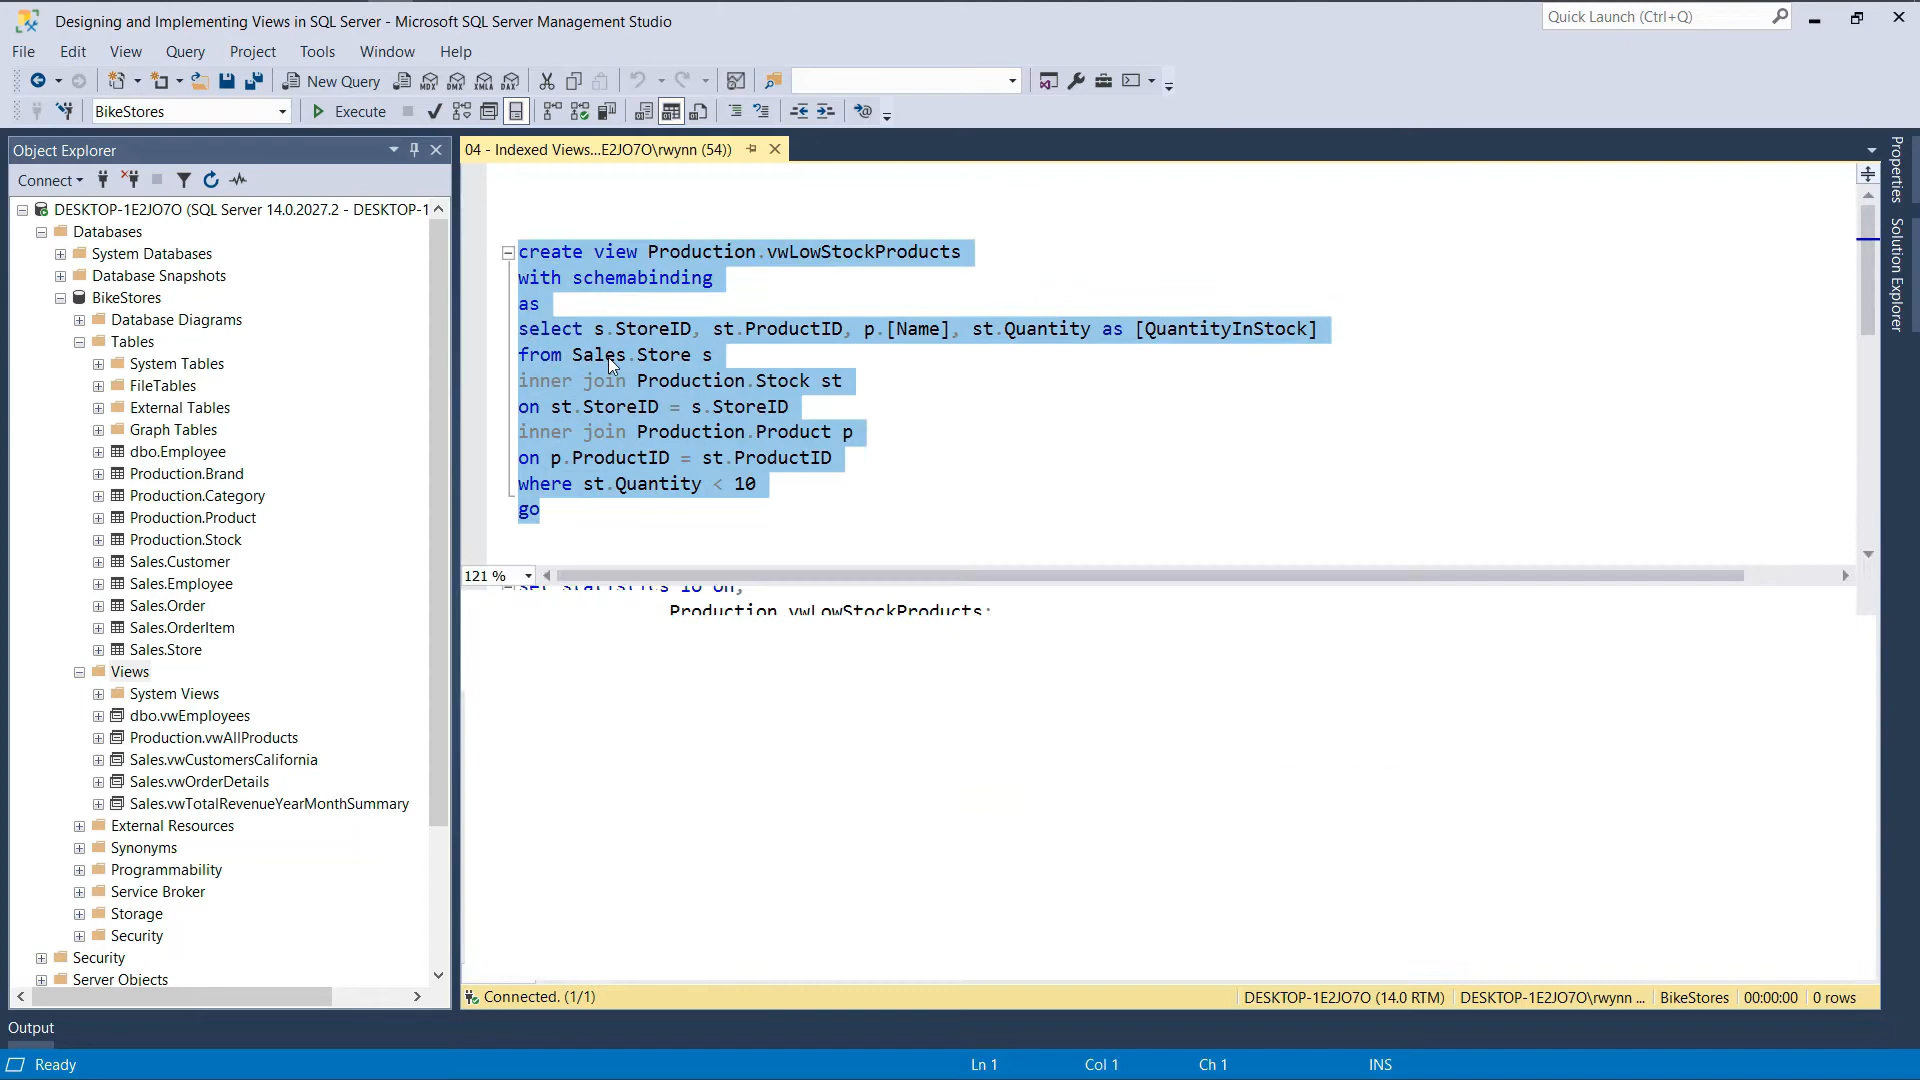 Designing and Implementing Views in SQL Server - Microsoft SQL Server Management Studio
Quick Launch (Ctrl+Q)
File Edit View Query Project Tools Window Help
New Query
MDX DMX XMLA DAX
BikeStores
Execute
Object Explorer
04 - Indexed Views...E2JO7O\rwynn (54))
Properties
Solution Explorer
Connect
DESKTOP-1E2JO7O (SQL Server 14.0.2027.2 - DESKTOP-1
Databases
System Databases
Database Snapshots
BikeStores
Database Diagrams
Tables
System Tables
FileTables
External Tables
Graph Tables
dbo.Employee
Production.Brand
Production.Category
Production.Product
Production.Stock
Sales.Customer
Sales.Employee
Sales.Order
Sales.OrderItem
Sales.Store
Views
System Views
dbo.vwEmployees
Production.vwAllProducts
Sales.vwCustomersCalifornia
Sales.vwOrderDetails
Sales.vwTotalRevenueYearMonthSummary
External Resources
Synonyms
Programmability
Service Broker
Storage
Security
Security
Server Objects
create view Production.vwLowStockProducts
with schemabinding
as
select s.StoreID, st.ProductID, p.[Name], st.Quantity as [QuantityInStock]
from Sales.Store s
inner join Production.Stock st
on st.StoreID = s.StoreID
inner join Production.Product p
on p.ProductID = st.ProductID
where st.Quantity < 10
go
121 %
set statistics io on;
Production.vwLowStockProducts;
Connected. (1/1)
DESKTOP-1E2JO7O (14.0 RTM) DESKTOP-1E2JO7O\rwynn ... BikeStores 00:00:00 0 rows
Output
Ready
Ln 1 Col 1 Ch 1 INS